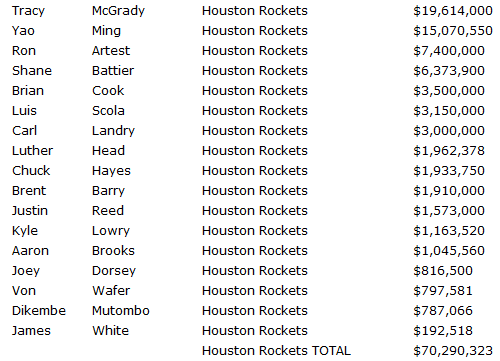 Tracy McGrady Houston Rockets $19,614,000
Yao Ming Houston Rockets $15,070,550
Ron Artest Houston Rockets $7,400,000
Shane Battier Houston Rockets $6,373,900
Brian Cook Houston Rockets $3,500,000
Luis Scola Houston Rockets $3,150,000
Carl Landry Houston Rockets $3,000,000
Luther Head Houston Rockets $1,962,378
Chuck Hayes Houston Rockets $1,933,750
Brent Barry Houston Rockets $1,910,000
Justin Reed Houston Rockets $1,573,000
Kyle Lowry Houston Rockets $1,163,520
Aaron Brooks Houston Rockets $1,045,560
Joey Dorsey Houston Rockets $816,500
Von Wafer Houston Rockets $797,581
Dikembe Mutombo Houston Rockets $787,066
James White Houston Rockets $192,518
Houston Rockets TOTAL $70,290,323